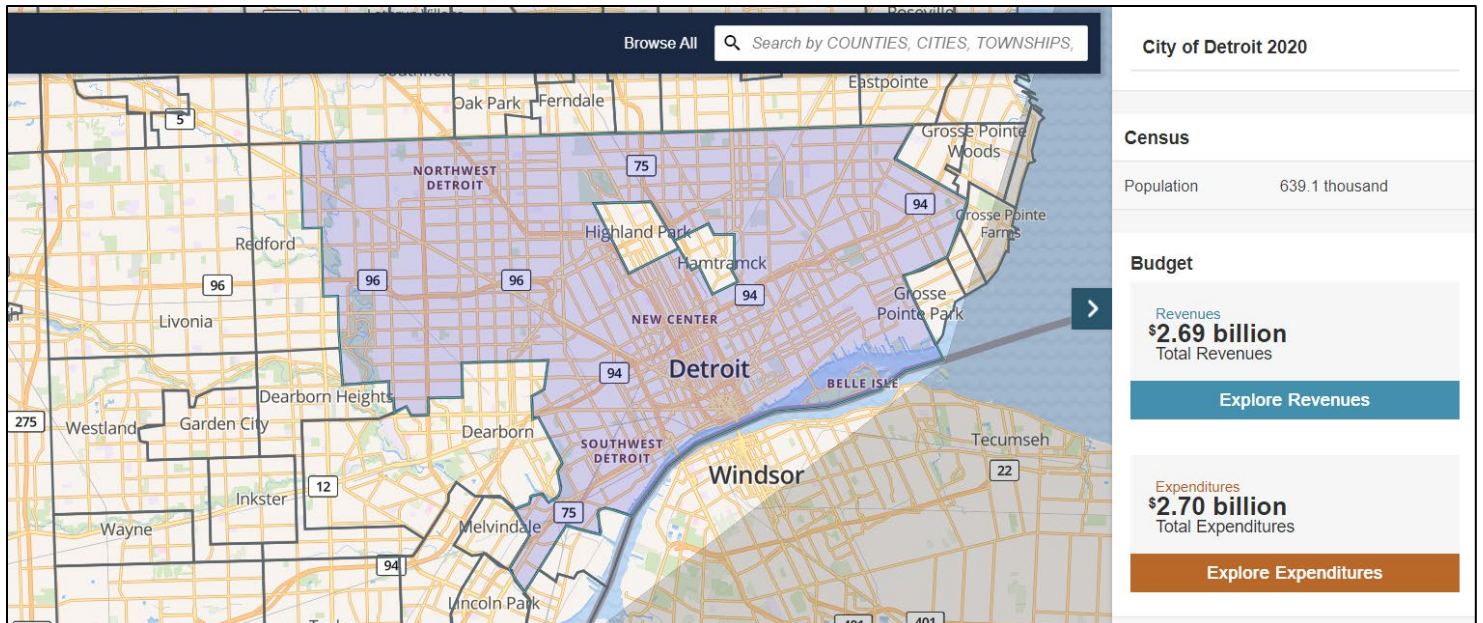 Roseville
Browse All
Search by COUNTIES, CITIES, TOWNSHIPS,
Eastpointe
Oak Park
Ferndale
5
Grosse Pointe
Woods
NORTHWEST
DETROIT
75
94
Grosse Pointe
Farms
Highland Park
Redford
Hamtramck
96
96
96
94
Grosse
Pointe Park
Livonia
NEW CENTER
94
Detroit
BELLE ISLE
Dearborn Heights
275
Westland
Garden City
Dearborn
SOUTHWEST
DETROIT
Tecumseh
Windsor
22
12
Inkster
Wayne
Melvindale
75
94
Lincoln Park
401
401
City of Detroit 2020
Census
Population 639.1 thousand
Budget
Revenues
$2.69 billion
Total Revenues
Explore Revenues
Expenditures
$2.70 billion
Total Expenditures
Explore Expenditures